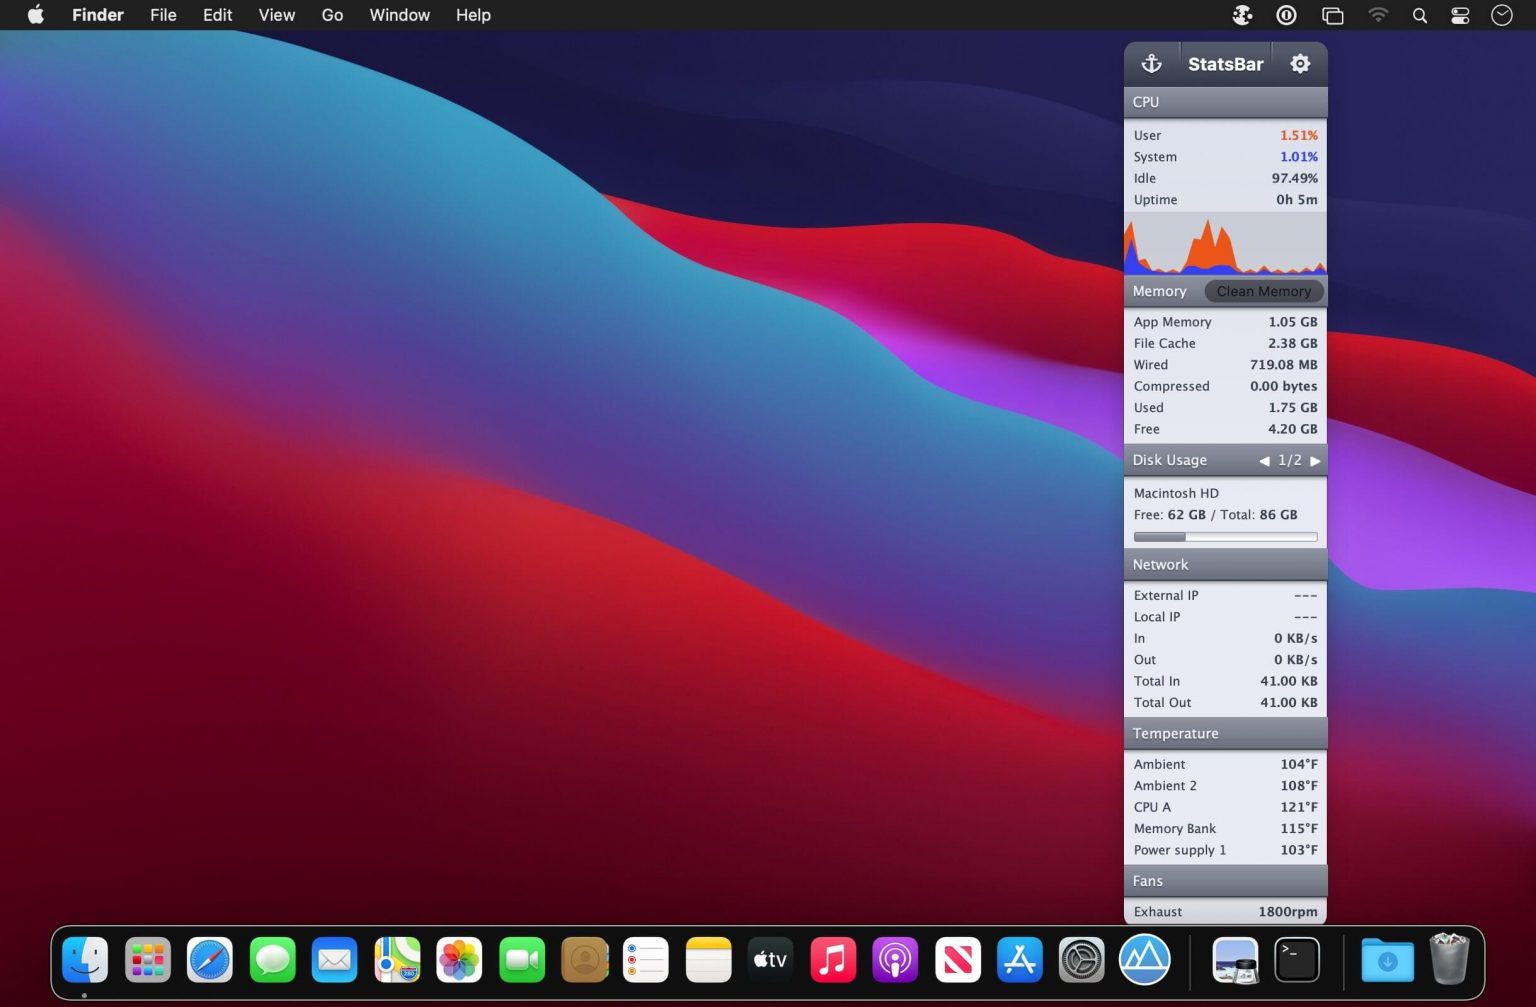 Finder File Edit View Go Window Help
StatsBar
CPU
User 1.51%
System 1.01%
Idle 97.49%
Uptime 0h 5m
Memory Clean Memory
App Memory 1.05 GB
File Cache 2.38 GB
Wired 719.08 MB
Compressed 0.00 bytes
Used 1.75 GB
Free 4.20 GB
Disk Usage ◀ 1/2 ▶
Macintosh HD
Free: 62 GB / Total: 86 GB
Network
External IP ---
Local IP ---
In 0 KB/s
Out 0 KB/s
Total In 41.00 KB
Total Out 41.00 KB
Temperature
Ambient 104°F
Ambient 2 108°F
CPU A 121°F
Memory Bank 115°F
Power supply 1 103°F
Fans
Exhaust 1800rpm
280
tv
>_